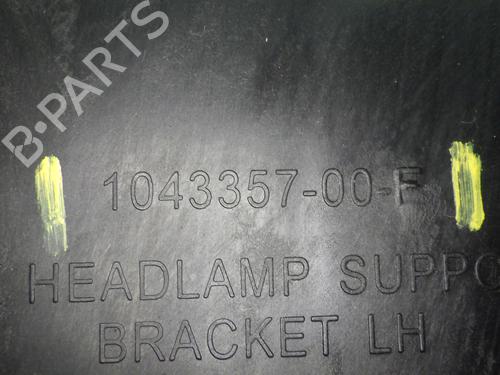 B-PARTS
1043357-00-F
HEADLAMP SUPPO
BRACKET LH